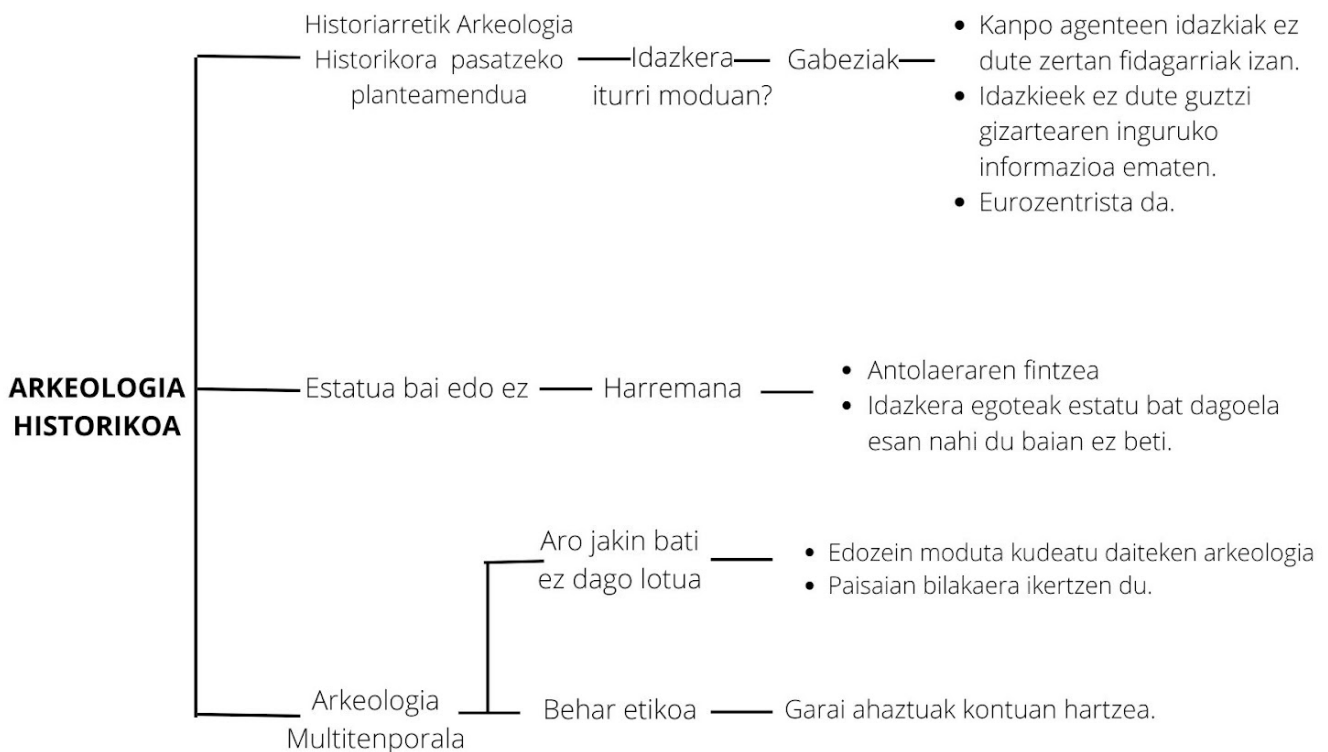 Historiarretik Arkeologia
Historikora pasatzeko
planteamendua
Idazkera
iturri moduan?
Gabeziak
• Kanpo agenteen idazkiak ez
dute zertan fidagarriak izan.
• Idazkieek ez dute guztzi
gizartearen inguruko
informazioa ematen.
• Eurozentrista da.
ARKEOLOGIA
HISTORIKOA
Estatua bai edo ez
Harremana
• Antolaeraren fintzea
• Idazkera egoteak estatu bat dagoela
esan nahi du baian ez beti.
Arkeologia
Multitenporala
Aro jakin bati
ez dago lotua
• Edozein moduta kudeatu daiteken arkeologia
• Paisaian bilakaera ikertzen du.
Behar etikoa
Garai ahaztuak kontuan hartzea.